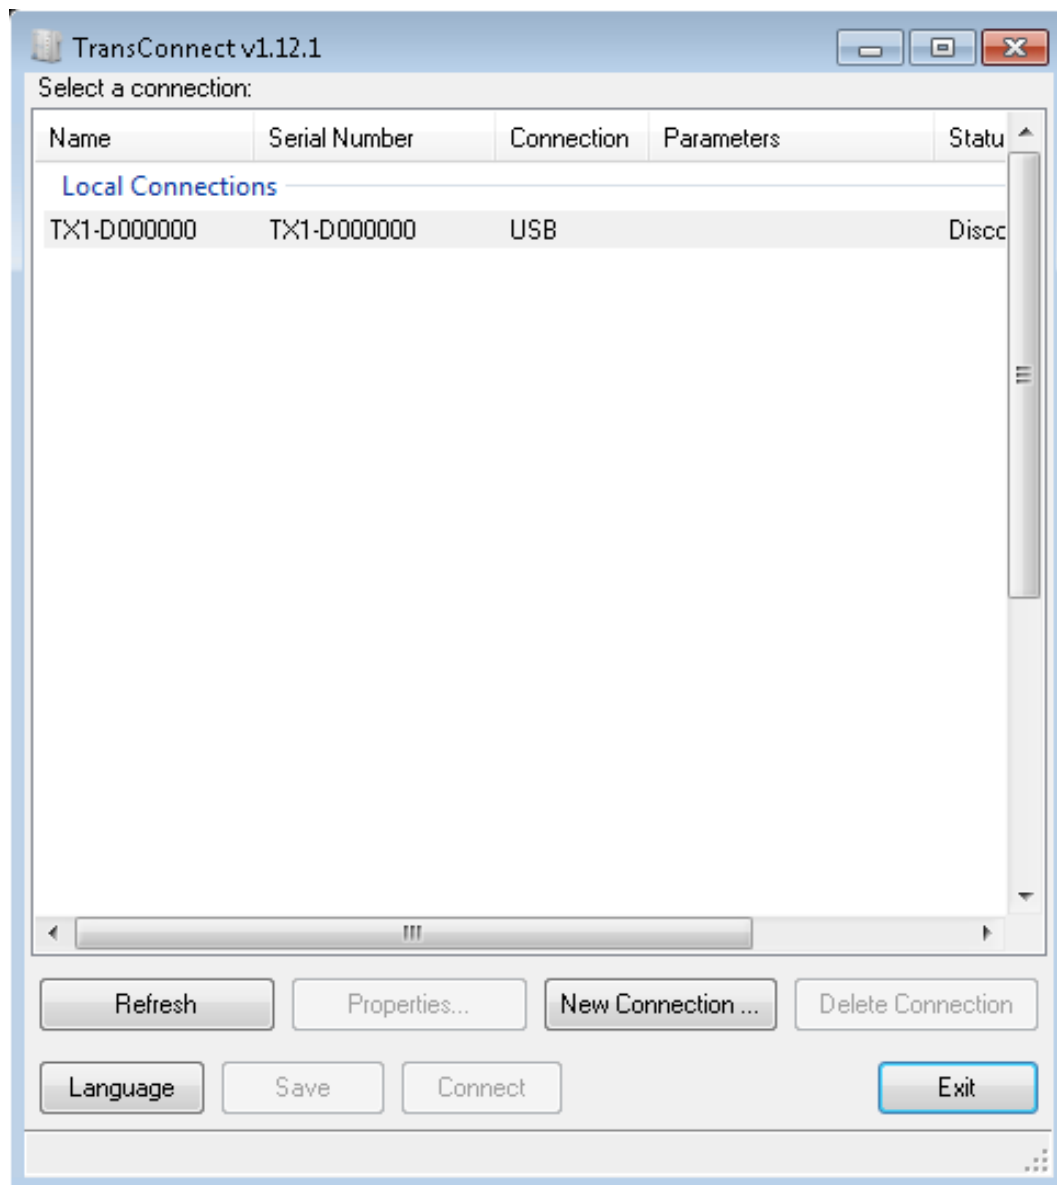 TransConnect v1.12.1
Select a connection:
Name Serial Number Connection Parameters Statu
Local Connections
TX1-D000000 TX1-D000000 USB Discc
Refresh Properties... New Connection ... Delete Connection
Language Save Connect Exit